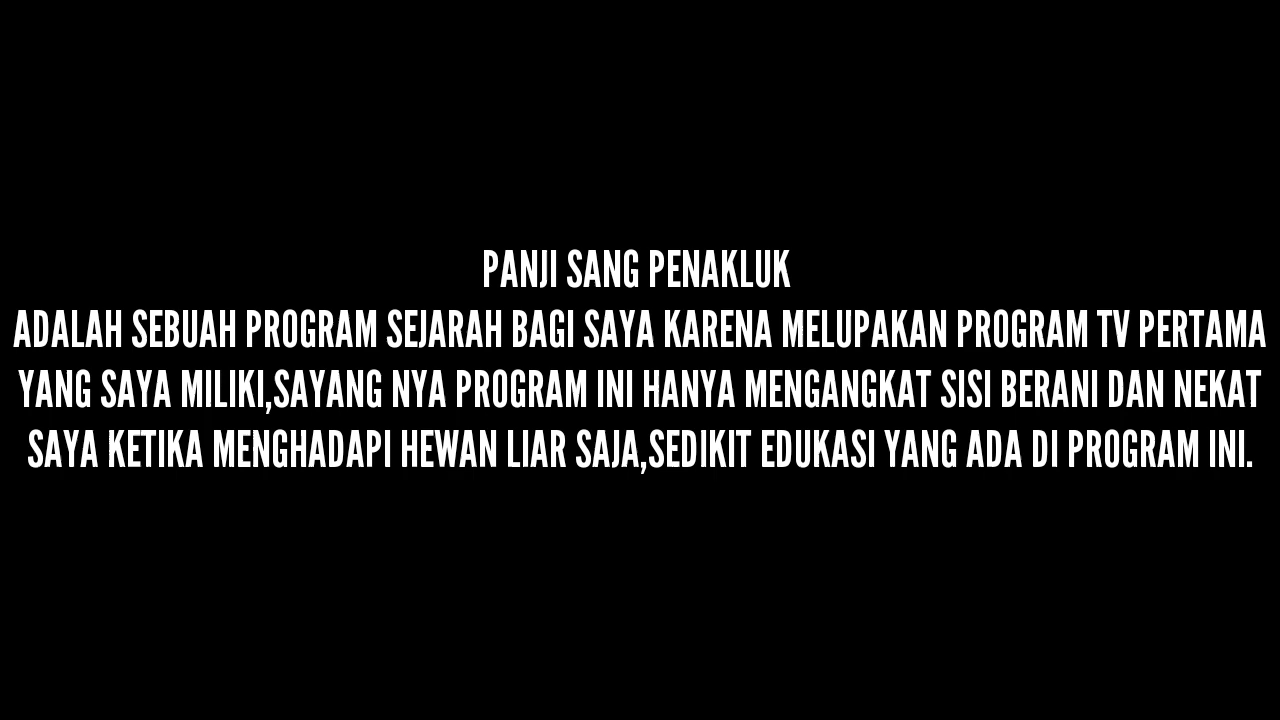 PANJI SANG PENAKLUK
ADALAH SEBUAH PROGRAM SEJARAH BAGI SAYA KARENA MELUPAKAN PROGRAM TV PERTAMA
YANG SAYA MILIKI,SAYANG NYA PROGRAM INI HANYA MENGANGKAT SISI BERANI DAN NEKAT
SAYA KETIKA MENGHADAPI HEWAN LIAR SAJA,SEDIKIT EDUKASI YANG ADA DI PROGRAM INI.